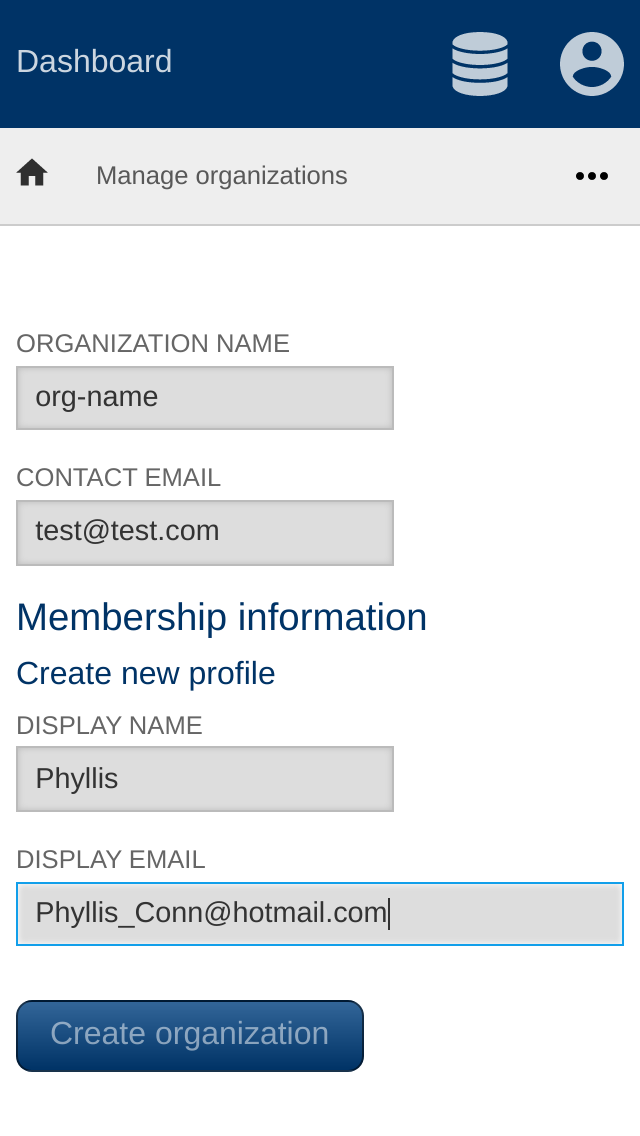 Dashboard
Manage organizations
ORGANIZATION NAME
org-name
CONTACT EMAIL
test@test.com
Membership information
Create new profile
DISPLAY NAME
Phyllis
DISPLAY EMAIL
Phyllis_Conn@hotmail.com
Create organization